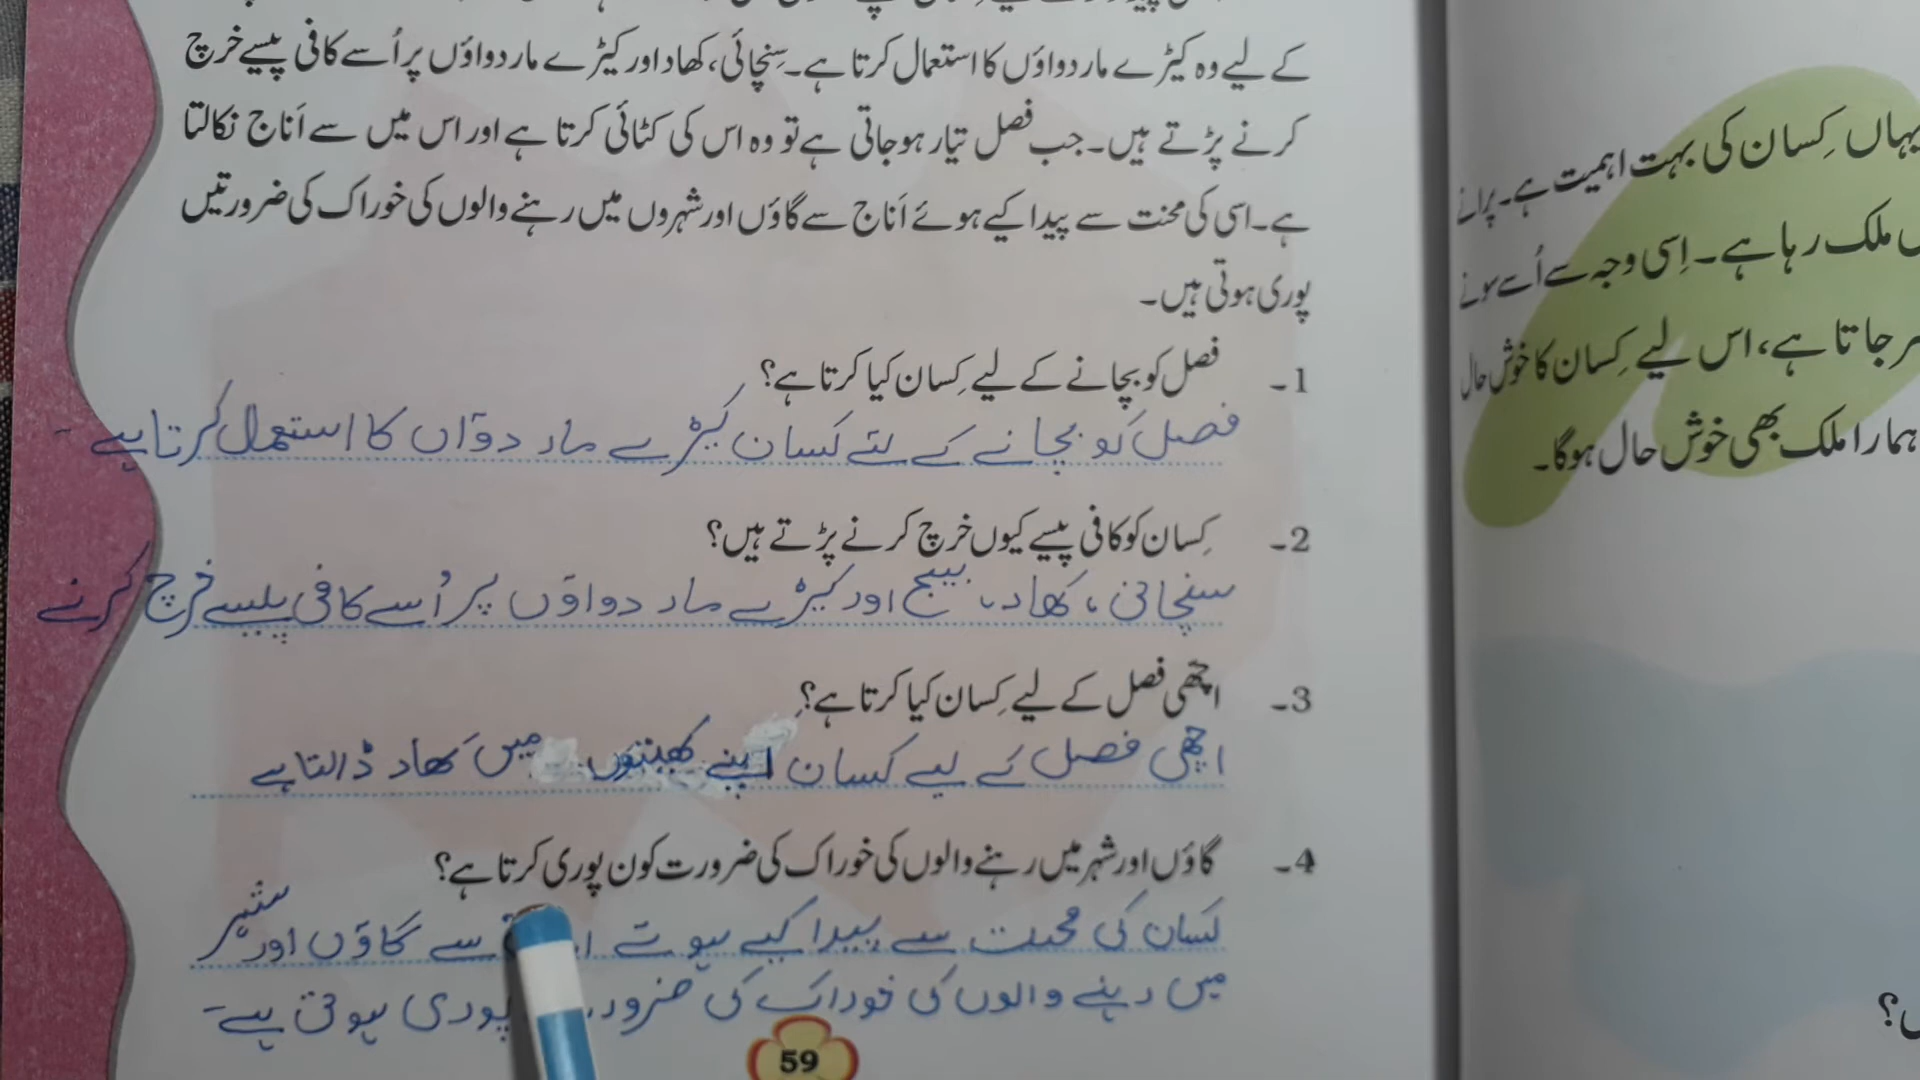 کے لیے وہ کیڑے مار دواؤں کا استعمال کرتا ہے۔ سِنچائی، کھاد اور کیڑے مار دواؤں پر اُسے کافی پیسے خرچ
کرنے پڑتے ہیں۔ جب فصل تیار ہو جاتی ہے تو وہ اس کی کٹائی کرتا ہے اور اس میں سے اَناج نکالتا
ہے۔ اسی کی محنت سے پیدا کیے ہوئے اَناج سے گاؤں اور شہروں میں رہنے والوں کی خوراک کی ضرورتیں
پوری ہوتی ہیں۔
1۔ فصل کو بچانے کے لیے کِسان کیا کرتا ہے؟
فصل کو بچانے کے لئے کسان کیڑے مار دوؤاں کا استعمال کرتا ہے ۔
2۔ کِسان کو کافی پیسے کیوں خرچ کرنے پڑتے ہیں؟
سنچائی ، کھاد، بیبج اور کیڑے مار دواوؤں پر اُسے کافی پیسے خرچ کرنے
3۔ اچھی فصل کے لیے کِسان کیا کرتا ہے؟
اچھی فصل کے لیے کسان اپنے کھیتوں میں کھاد ڈالتا ہے
4۔ گاؤں اور شہر میں رہنے والوں کی خوراک کی ضرورت کون پوری کرتا ہے؟
کسان کی محنت سے پیدا کیے ہوئے سے گاؤں اور شہر
میں رہنے والوں کی خوراک کی پوری ہوتی ہے۔
59
یہاں کِسان کی بہت اہمیت ہے۔ پرانے
ملک رہا ہے۔ اِسی وجہ سے اُسے سونے
جاتا ہے، اس لیے کِسان کا خوش حال
ہمارا ملک بھی خوش حال ہوگا۔